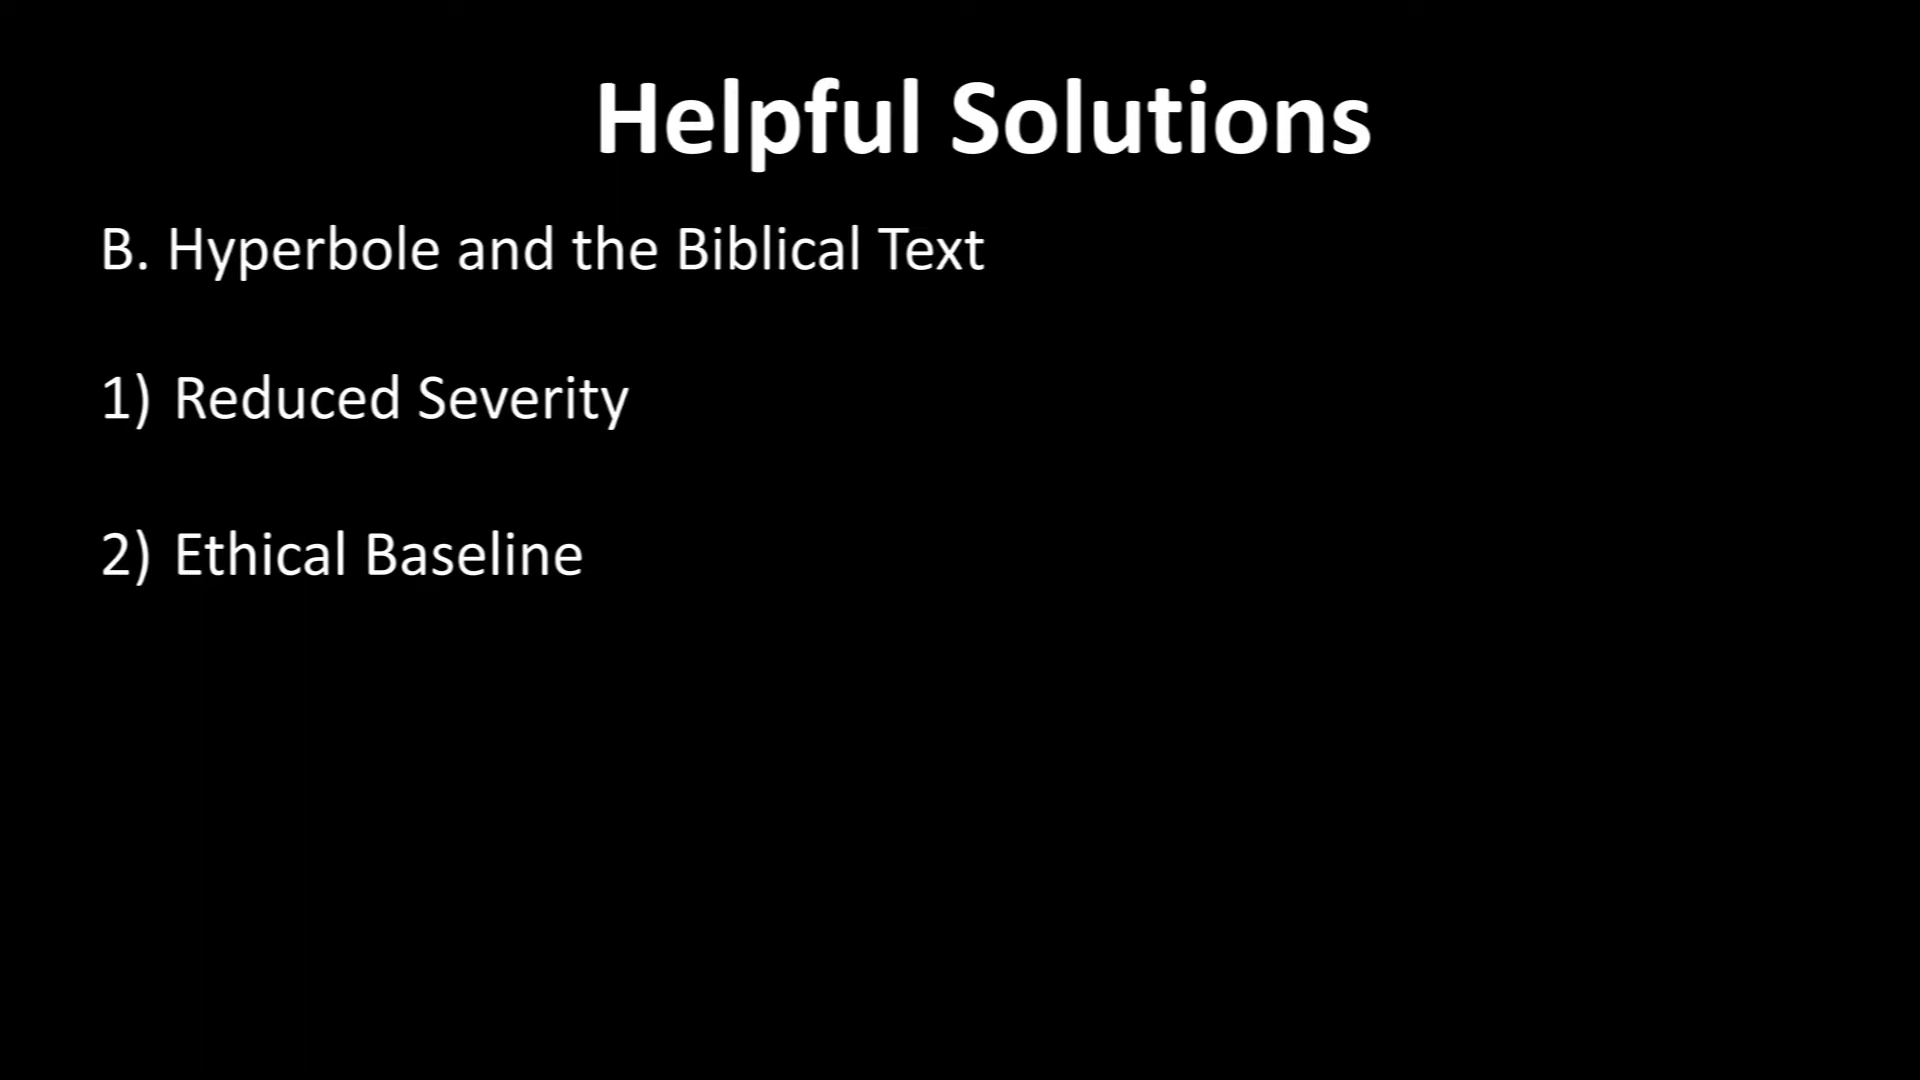 Helpful Solutions
B. Hyperbole and the Biblical Text
1) Reduced Severity
2) Ethical Baseline